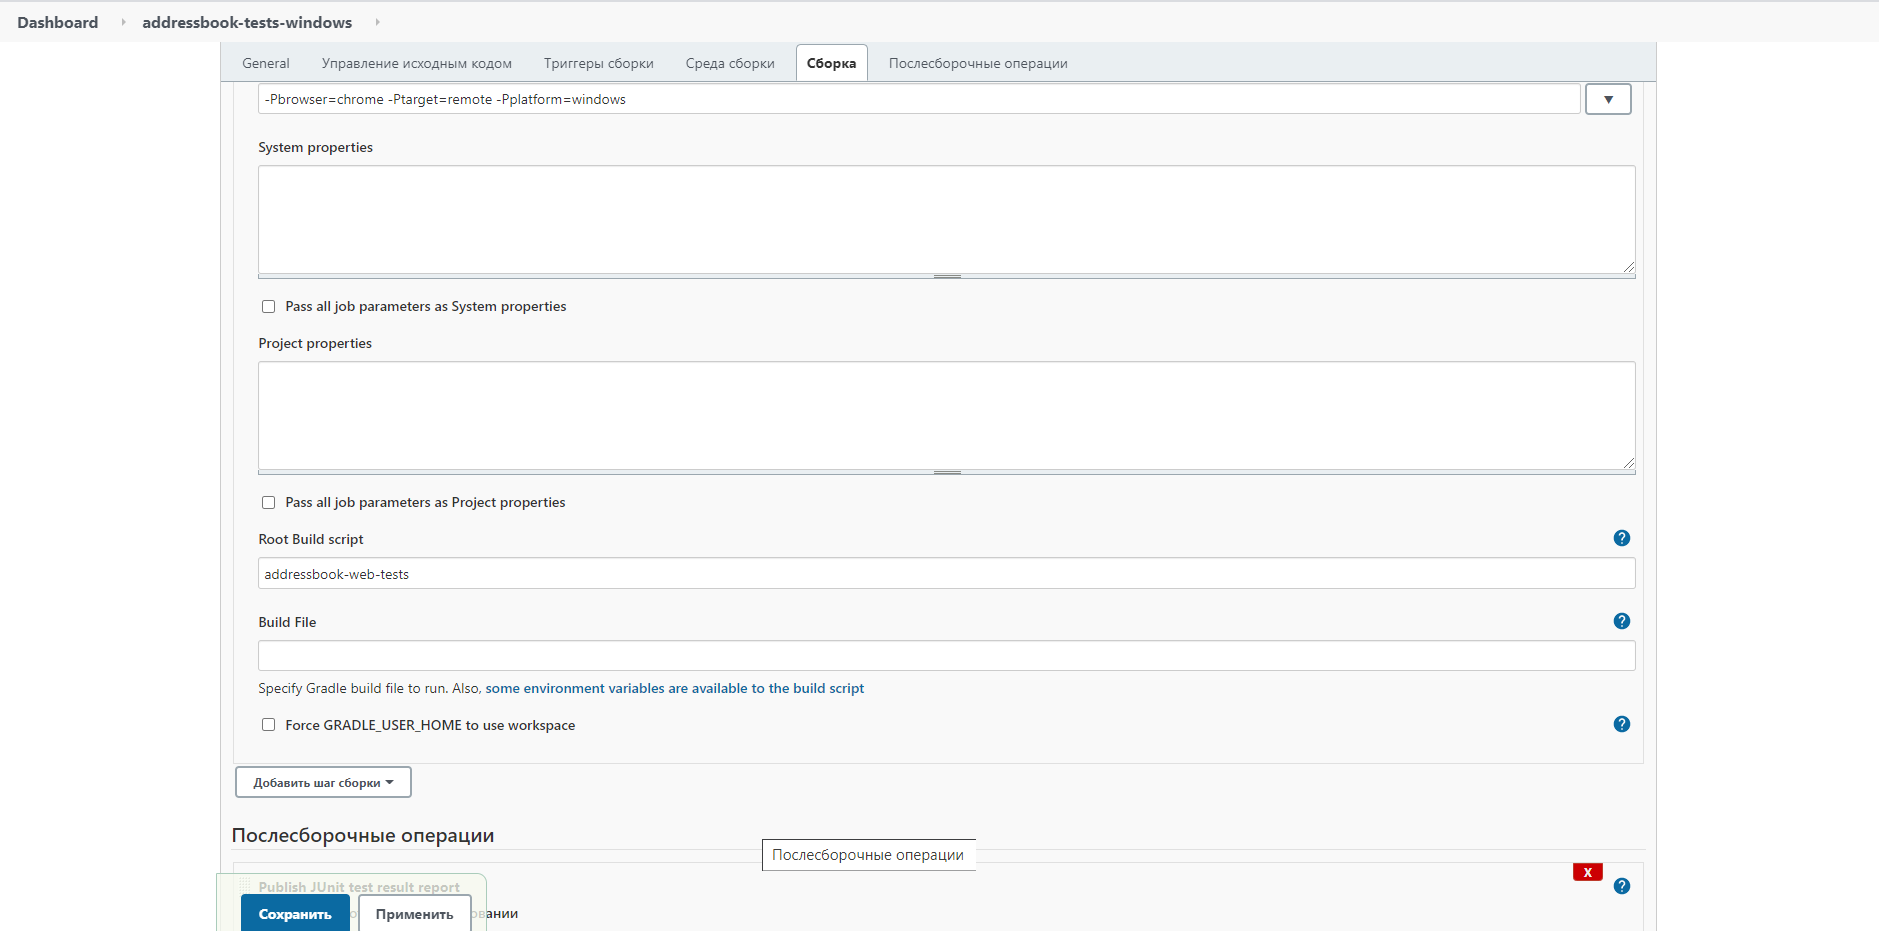 Dashboard addressbook-tests-windows
General Управление исходным кодом Триггеры сборки Среда сборки Сборка Послесборочные операции
-Pbrowser=chrome -Ptarget=remote -Pplatform=windows
System properties
Pass all job parameters as System properties
Project properties
Pass all job parameters as Project properties
Root Build script
addressbook-web-tests
Build File
Specify Gradle build file to run. Also, some environment variables are available to the build script
Force GRADLE_USER_HOME to use workspace
Добавить шаг сборки
Послесборочные операции
Послесборочные операции
X
Publish JUnit test result report
Сохранить Применить